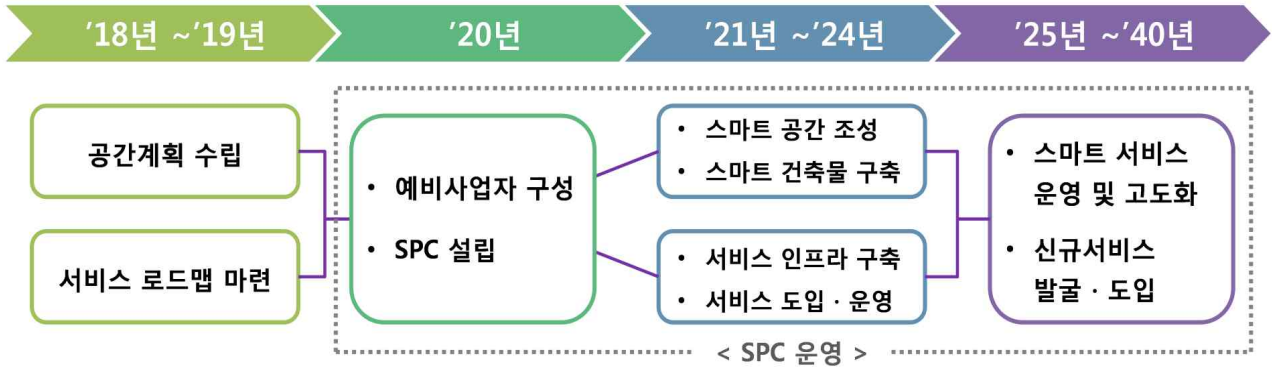 ’18년 ~’19년
’20년
’21년 ~’24년
’25년 ~’40년
공간계획 수립
서비스 로드맵 마련
• 예비사업자 구성
• SPC 설립
• 스마트 공간 조성
• 스마트 건축물 구축
• 서비스 인프라 구축
• 서비스 도입 · 운영
• 스마트 서비스
운영 및 고도화
• 신규서비스
발굴 · 도입
< SPC 운영 >